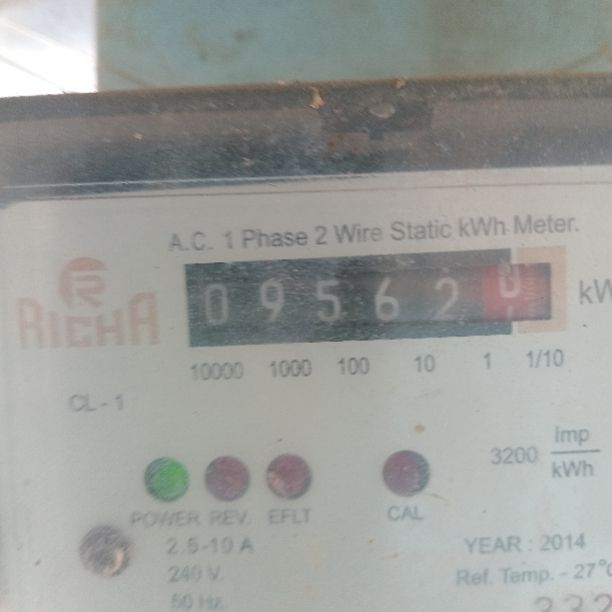 A.C. 1 Phase 2 Wire Static kWh Meter.
R
RICHA
0 9 5 6 2
10000 1000 100 10 1 1/10
CL - 1
3200 Imp/kWh
POWER REV. EFLT CAL
2.5-10 A
YEAR : 2014
240 V.
Ref. Temp. - 27°C
50 Hz